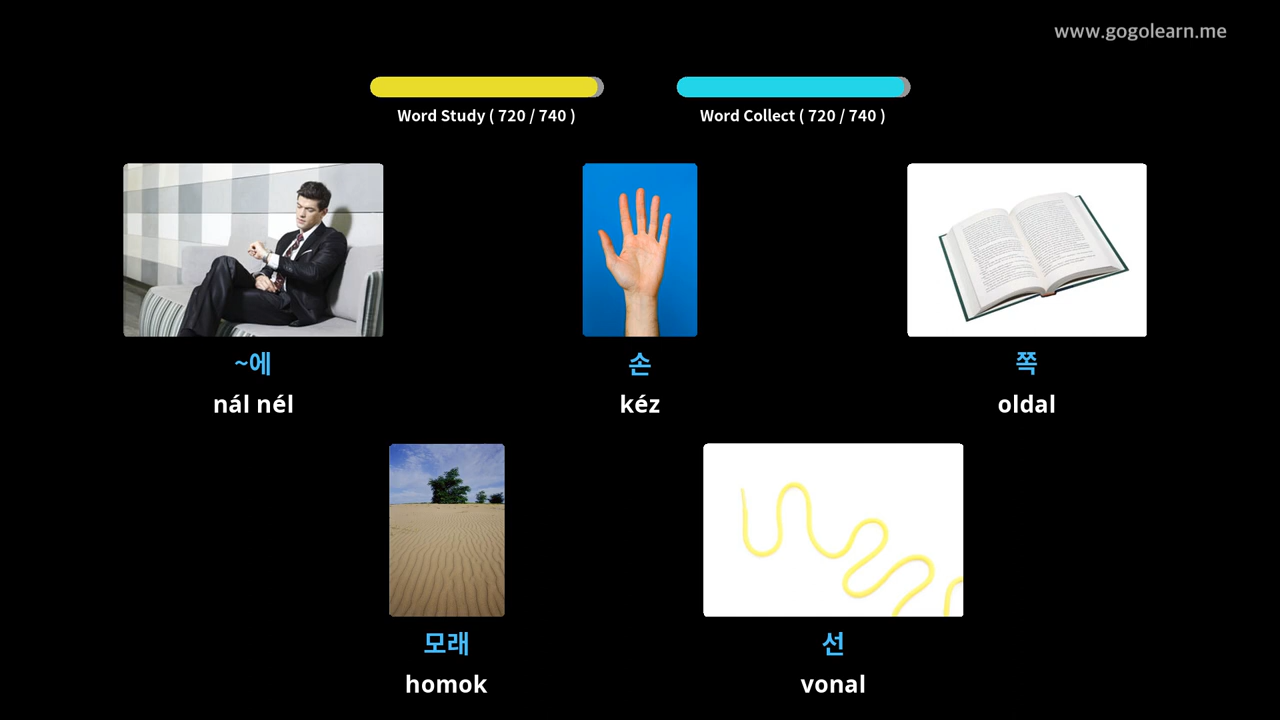 www.gogolearn.me
Word Study ( 720 / 740 )
Word Collect ( 720 / 740 )
~에
nál nél
손
kéz
쪽
oldal
모래
homok
선
vonal